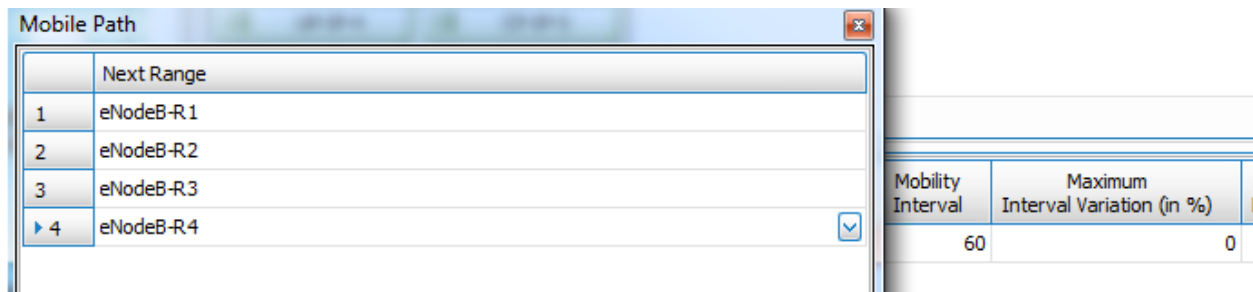 Mobile Path
Next Range
1 eNodeB-R1
2 eNodeB-R2
3 eNodeB-R3
4 eNodeB-R4
Mobility Interval
Maximum Interval Variation (in %)
60 0